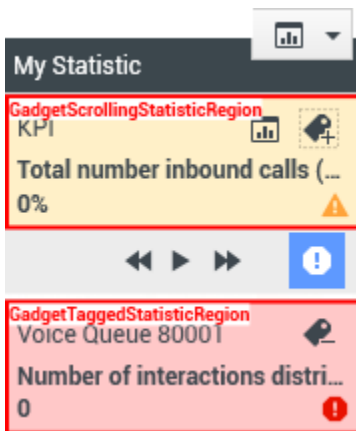 My Statistic
GadgetScrollingStatisticRegion
KPI
Total number inbound calls (...
0%
GadgetTaggedStatisticRegion
Voice Queue 80001
Number of interactions distri...
0